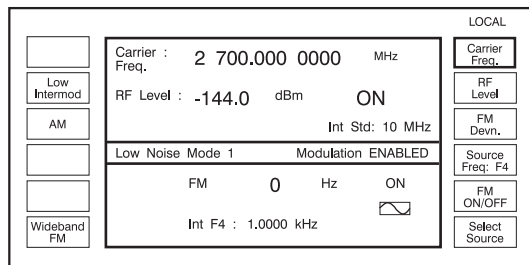 LOCAL
Carrier : Freq. 2 700.000 0000 MHz
RF Level : -144.0 dBm ON
Int Std: 10 MHz
Low Noise Mode 1 Modulation ENABLED
FM 0 Hz ON
Int F4 : 1.0000 kHz
Low Intermod
AM
Wideband FM
Carrier Freq.
RF Level
FM Devn.
Source Freq: F4
FM ON/OFF
Select Source